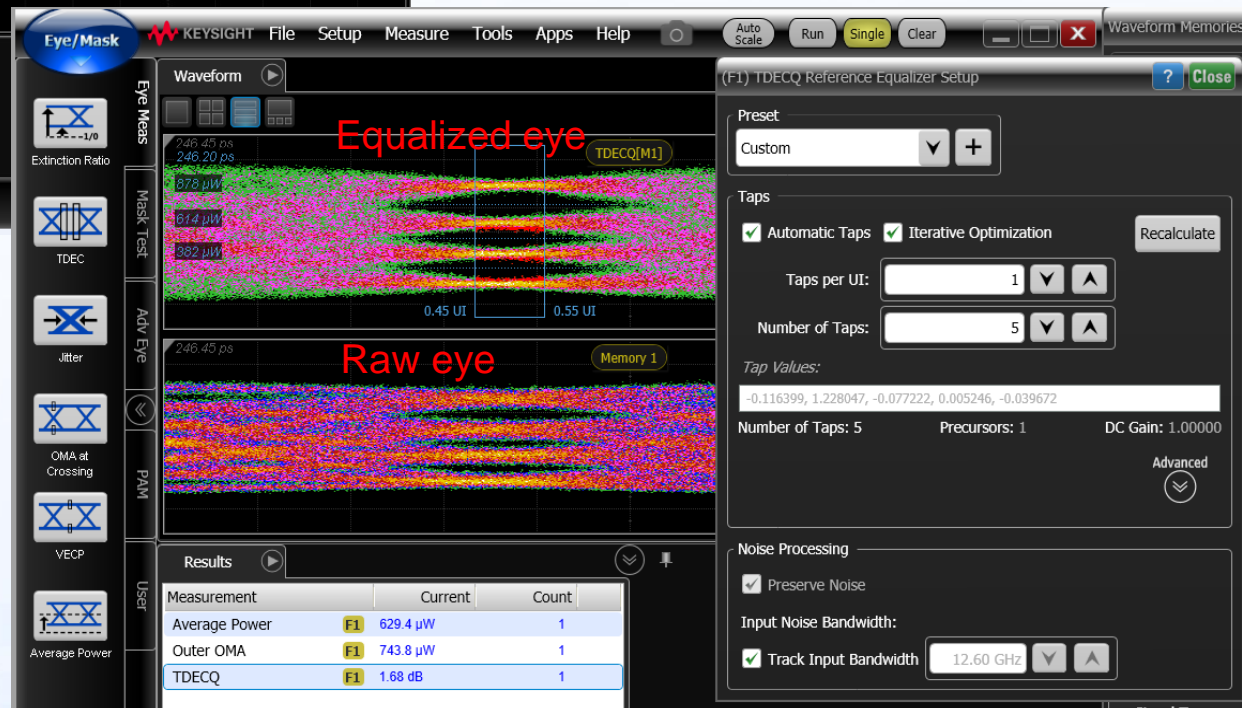 Eye/Mask
KEYSIGHT File Setup Measure Tools Apps Help
Auto Scale
Run
Single
Clear
Waveform Memories
Extinction Ratio
TDEC
Jitter
OMA at
Crossing
VECP
Average Power
Eye Meas
Mask Test
Adv Eye
PAM
User
Waveform
Equalized eye
246.45 ps
246.20 ps
TDECQ[M1]
878 µW
614 µW
382 µW
0.45 UI
0.55 UI
246.45 ps
Raw eye
Memory 1
Results
Measurement Current Count
Average Power F1 629.4 µW 1
Outer OMA F1 743.8 µW 1
TDECQ F1 1.68 dB 1
(F1) TDECQ Reference Equalizer Setup ? Close
Preset
Custom
Taps
Automatic Taps Iterative Optimization Recalculate
Taps per UI: 1
Number of Taps: 5
Tap Values:
-0.116399, 1.228047, -0.077222, 0.005246, -0.039672
Number of Taps: 5 Precursors: 1 DC Gain: 1.00000
Advanced
Noise Processing
Preserve Noise
Input Noise Bandwidth:
Track Input Bandwidth 12.60 GHz